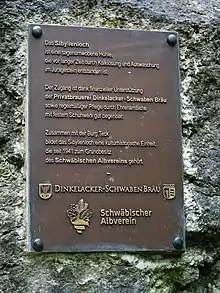 Das Sibyllenloch
ist eine sagenumwobene Höhle,
die vor langer Zeit durch Kalklösung und Auswaschung
im Juragestein entstanden ist.
Der Zugang ist dank finanzieller Unterstützung
der Privatbrauerei Dinkelacker-Schwaben Bräu
sowie regelmäßiger Pflege durch Ehrenamtliche
mit festem Schuhwerk gut begehbar.
Zusammen mit der Burg Teck
bildet das Sibyllenloch eine kulturhistorische Einheit,
die seit 1941 zum Grundbesitz
des Schwäbischen Albvereins gehört.
DINKELACKER-SCHWABENBRÄU
Schwäbischer
Albverein